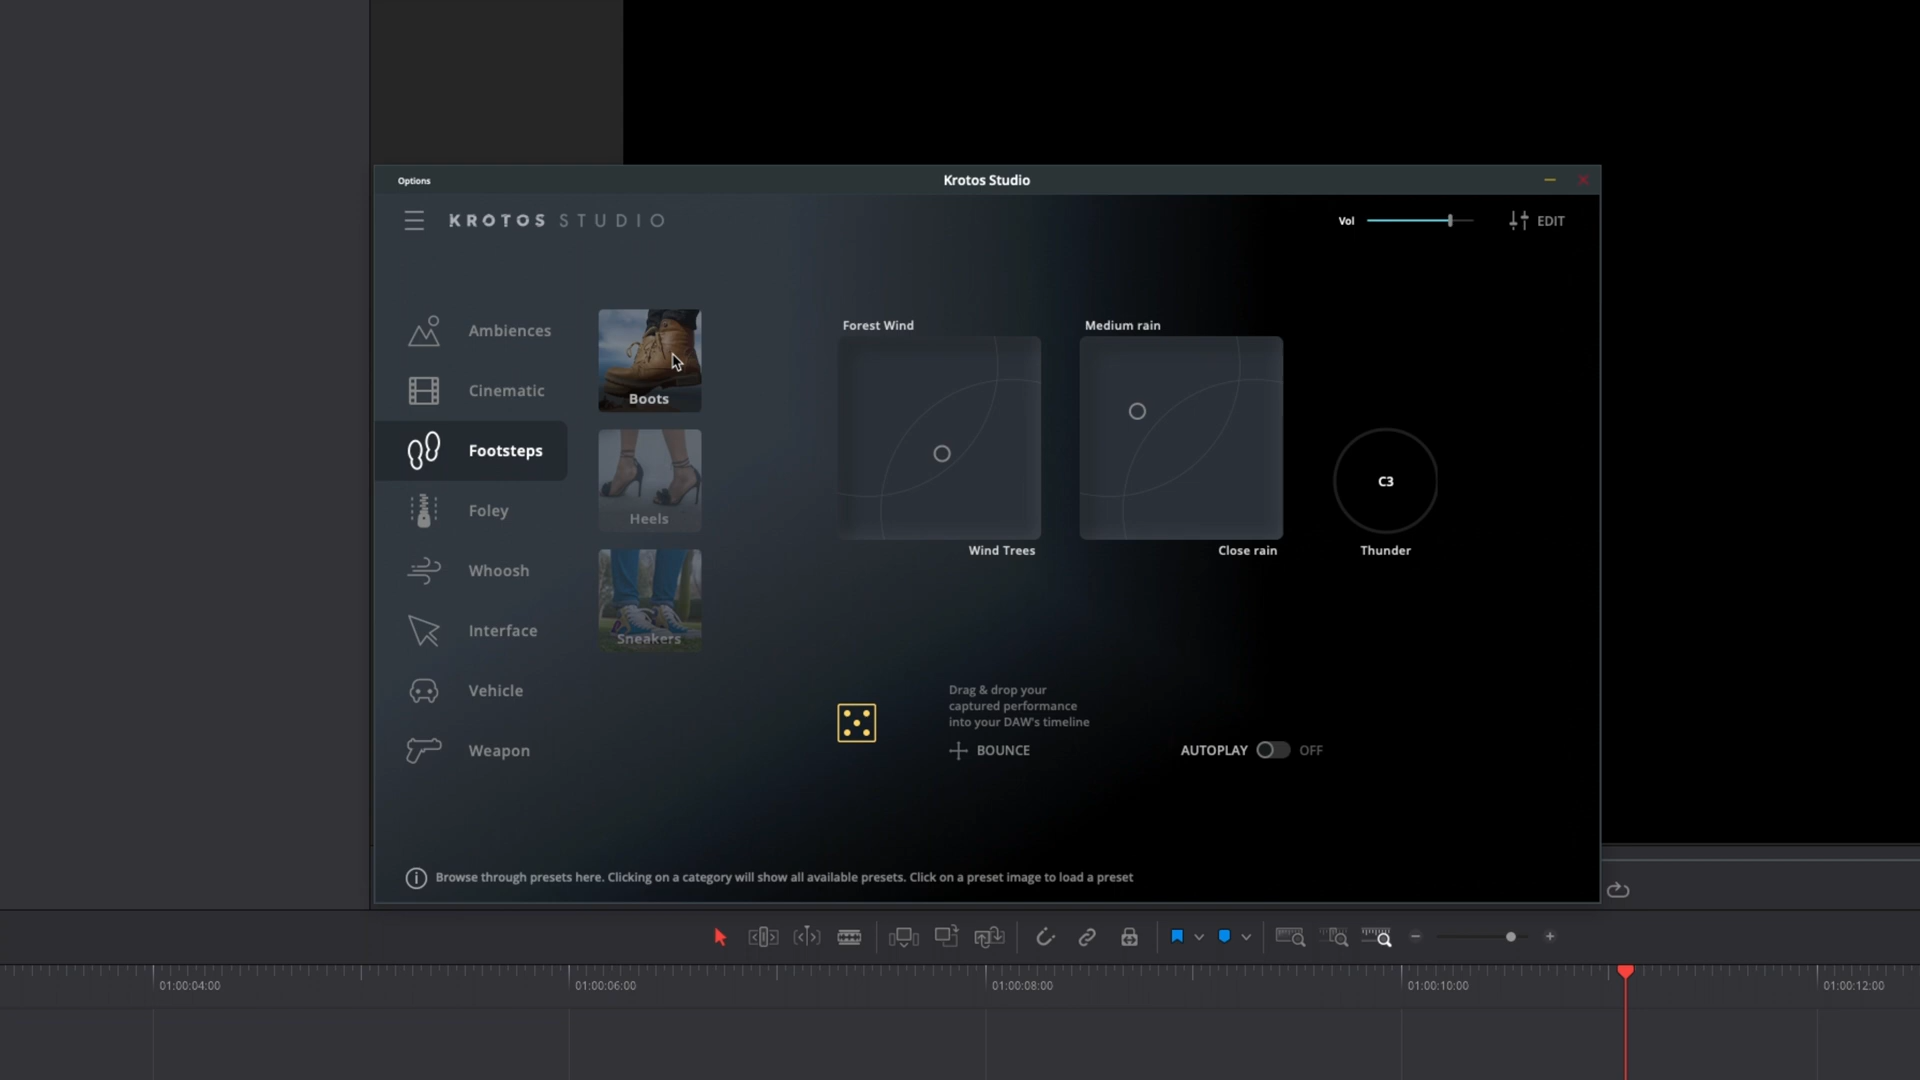 Options
Krotos Studio
KROTOS STUDIO
Vol
EDIT
Ambiences
Cinematic
Footsteps
Foley
Whoosh
Interface
Vehicle
Weapon
Boots
Heels
Sneakers
Forest Wind
Wind Trees
Medium rain
Close rain
C3
Thunder
Drag & drop your
captured performance
into your DAW's timeline
BOUNCE
AUTOPLAY OFF
Browse through presets here. Clicking on a category will show all available presets. Click on a preset image to load a preset
01:00:04:00
01:00:06:00
01:00:08:00
01:00:10:00
01:00:12:00